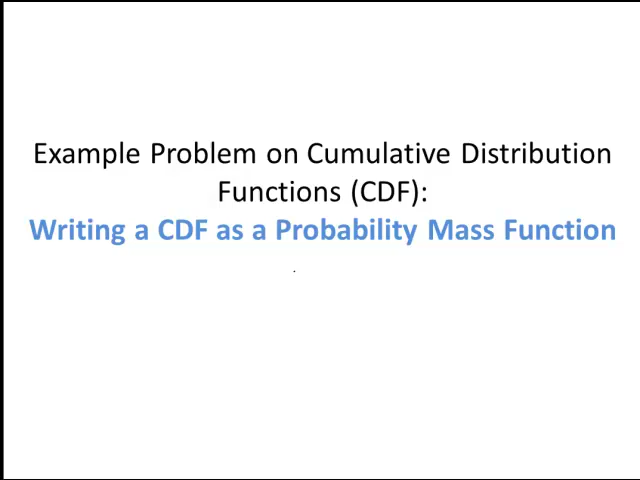 Example Problem on Cumulative Distribution
Functions (CDF):
Writing a CDF as a Probability Mass Function